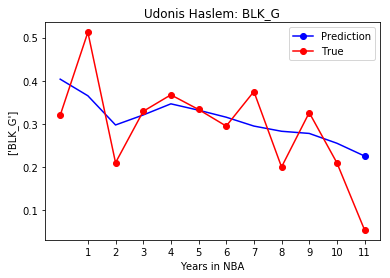 Udonis Haslem: BLK_G
Prediction
True
0.5
0.4
0.3
0.2
0.1
['BLK_G']
1 2 3 4 5 6 7 8 9 10 11
Years in NBA